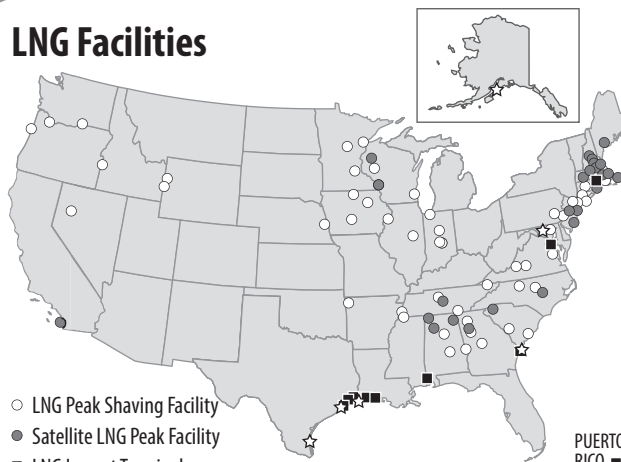 LNG Facilities
LNG Peak Shaving Facility
Satellite LNG Peak Facility
PUERTO
RICO